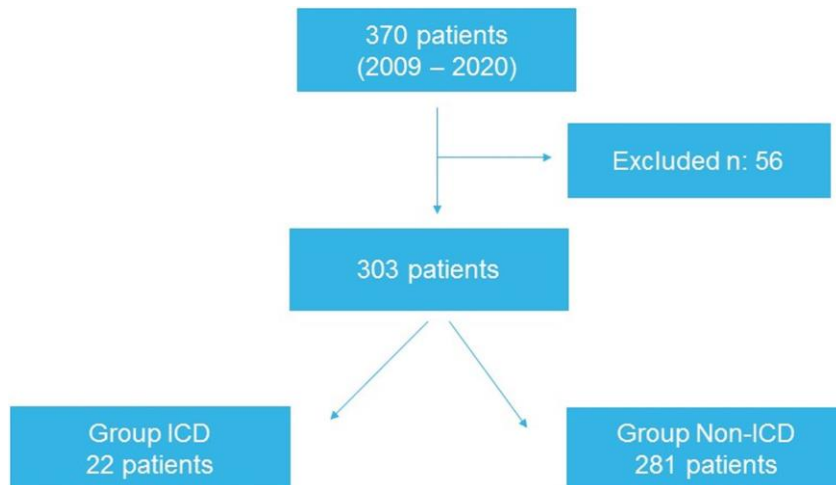 370 patients
(2009 – 2020)
Excluded n: 56
303 patients
Group ICD
22 patients
Group Non-ICD
281 patients